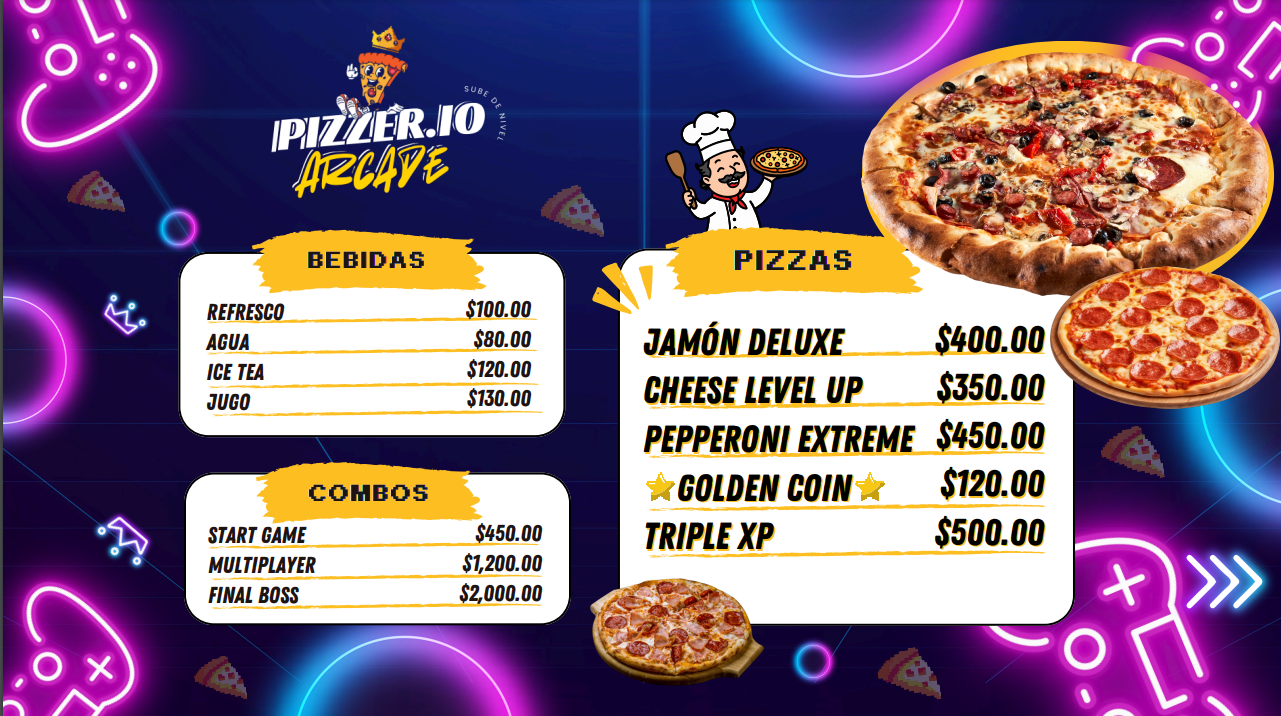 PIZZER.IO
ARCADE
SUBE DE NIVEL
BEBIDAS
REFRESCO $100.00
AGUA $80.00
ICE TEA $120.00
JUGO $130.00
COMBOS
START GAME $450.00
MULTIPLAYER $1,200.00
FINAL BOSS $2,000.00
PIZZAS
JAMÓN DELUXE $400.00
CHEESE LEVEL UP $350.00
PEPPERONI EXTREME $450.00
⭐GOLDEN COIN⭐ $120.00
TRIPLE XP $500.00